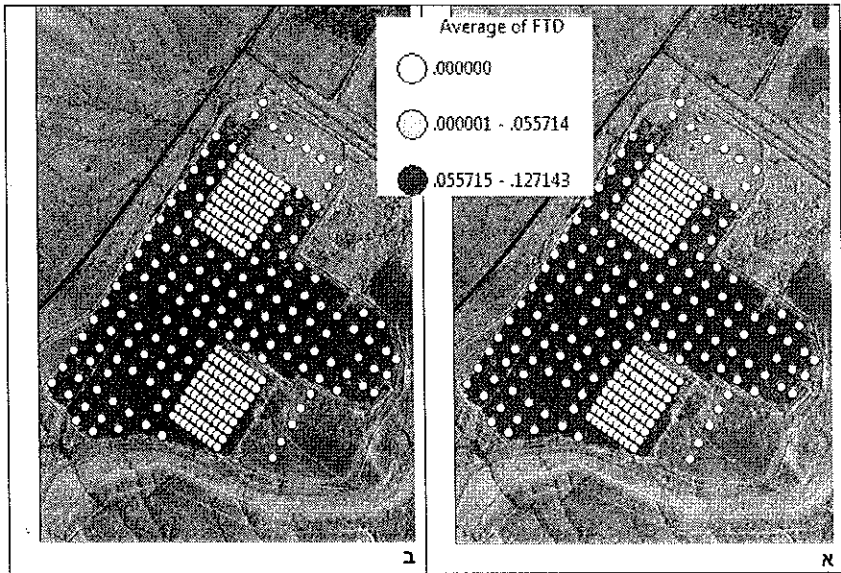 Average of FTD
.000000
.000001 - .055714
.055715 - .127143
ב
א